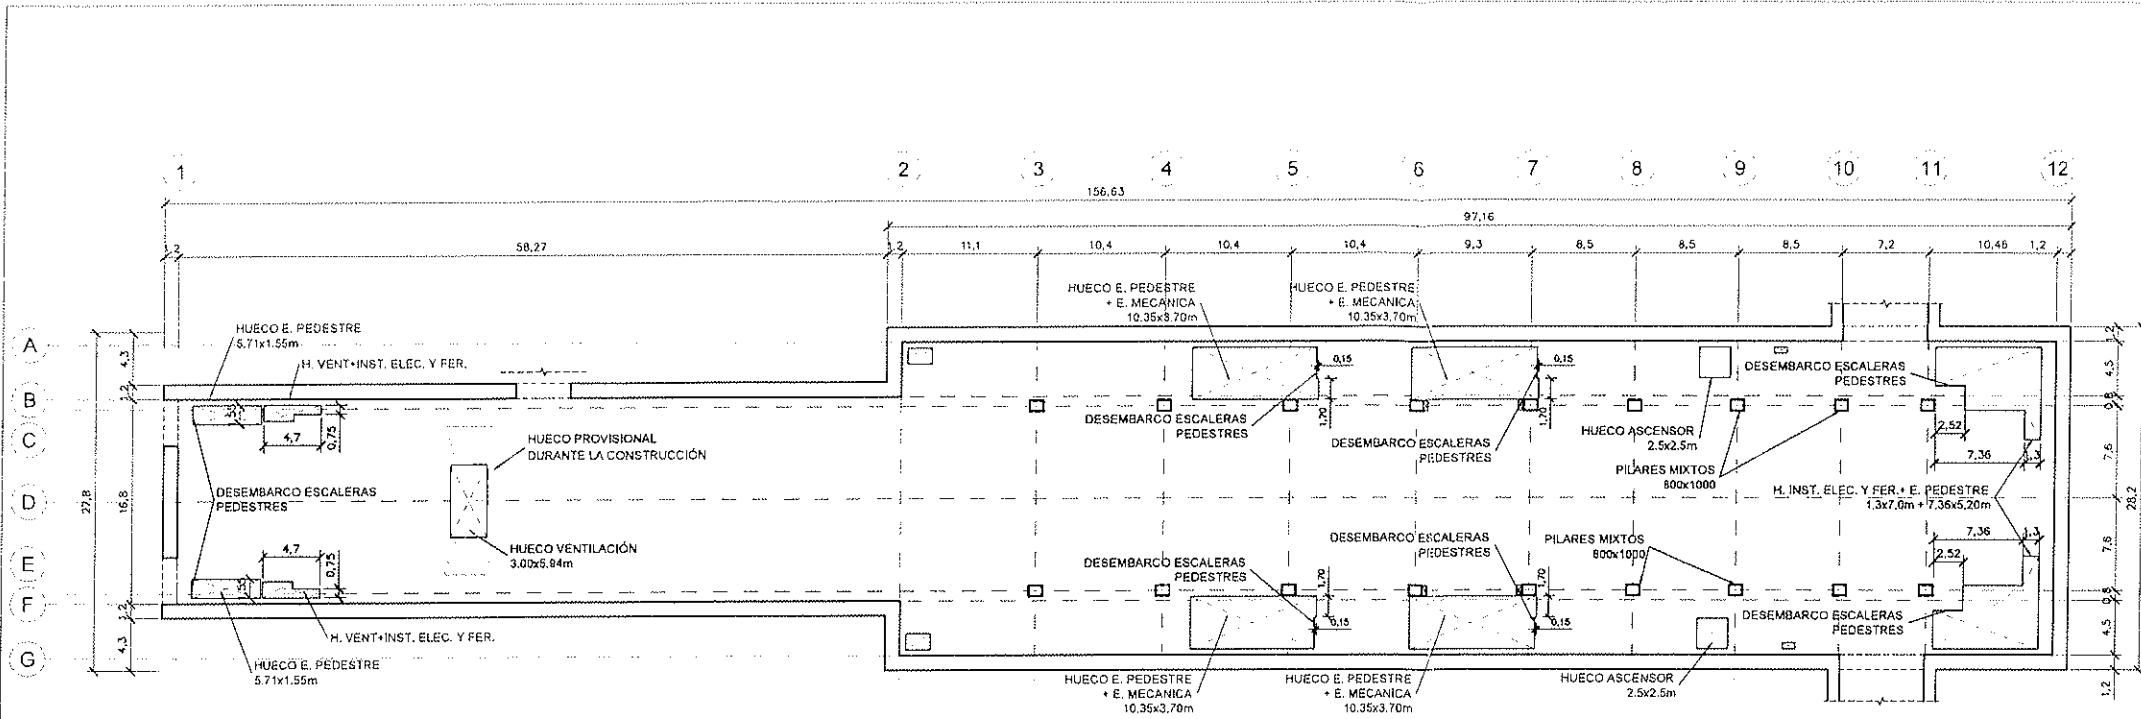 1
2
3
4
5
6
7
8
9
10
11
12
156,63
97,16
1,2
58,27
1,2
11,1
10,4
10,4
10,4
9,3
8,5
8,5
8,5
7,2
10,46
1,2
HUECO E. PEDESTRE
+ E. MECANICA
10.35x3,70m
HUECO E. PEDESTRE
+ E. MECANICA
10.35x3,70m
A
B
C
D
E
F
G
22,8
4,3
1,2
16,8
1,2
4,3
HUECO E. PEDESTRE
5.71x1.55m
H. VENT+INST. ELEC. Y FER.
4,7
0,75
HUECO PROVISIONAL
DURANTE LA CONSTRUCCIÓN
DESEMBARCO ESCALERAS
PEDESTRES
HUECO VENTILACIÓN
3.00x5.94m
4,7
0,75
H. VENT+INST. ELEC. Y FER.
HUECO E. PEDESTRE
5.71x1.55m
0,15
1,70
DESEMBARCO ESCALERAS
PEDESTRES
0,15
1,70
DESEMBARCO ESCALERAS
PEDESTRES
HUECO ASCENSOR
2.5x2.5m
PILARES MIXTOS
800x1000
DESEMBARCO ESCALERAS
PEDESTRES
2,52
7,36
1,3
H. INST. ELEC. Y FER.+ E. PEDESTRE
1,3x7,0m + 7,36x5,20m
7,36
1,3
2,52
DESEMBARCO ESCALERAS
PEDESTRES
PILARES MIXTOS
800x1000
DESEMBARCO ESCALERAS
PEDESTRES
1,70
0,15
DESEMBARCO ESCALERAS
PEDESTRES
1,70
0,15
HUECO E. PEDESTRE
+ E. MECANICA
10,35x3,70m
HUECO E. PEDESTRE
+ E. MECANICA
10.35x3.70m
HUECO ASCENSOR
2.5x2.5m
1,2
4,5
0,8
7,6
7,6
0,8
4,5
1,2
28,2